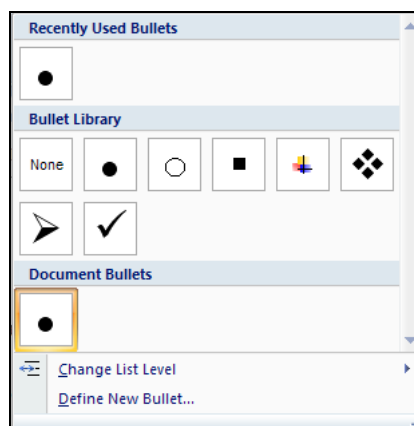 Recently Used Bullets
Bullet Library
None
Document Bullets
Change List Level
Define New Bullet...